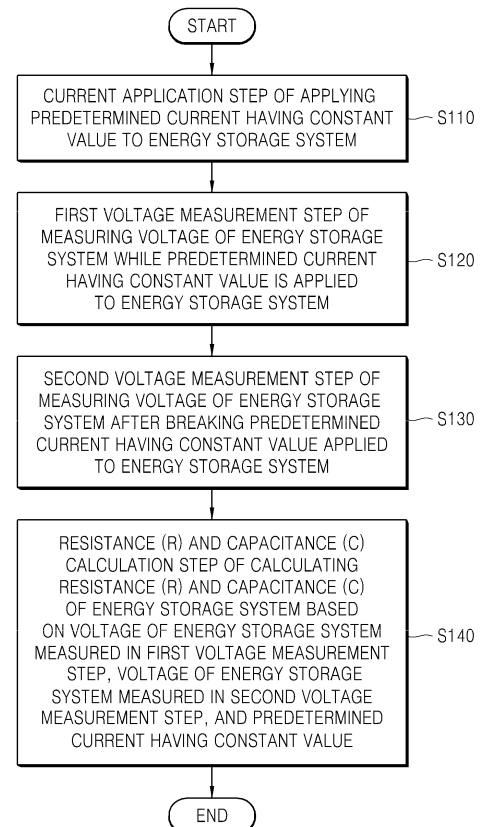 START
CURRENT APPLICATION STEP OF APPLYING
PREDETERMINED CURRENT HAVING CONSTANT
VALUE TO ENERGY STORAGE SYSTEM
S110
FIRST VOLTAGE MEASUREMENT STEP OF
MEASURING VOLTAGE OF ENERGY STORAGE
SYSTEM WHILE PREDETERMINED CURRENT
HAVING CONSTANT VALUE IS APPLIED
TO ENERGY STORAGE SYSTEM
S120
SECOND VOLTAGE MEASUREMENT STEP OF
MEASURING VOLTAGE OF ENERGY STORAGE
SYSTEM AFTER BREAKING PREDETERMINED
CURRENT HAVING CONSTANT VALUE APPLIED
TO ENERGY STORAGE SYSTEM
S130
RESISTANCE (R) AND CAPACITANCE (C)
CALCULATION STEP OF CALCULATING
RESISTANCE (R) AND CAPACITANCE (C)
OF ENERGY STORAGE SYSTEM BASED
ON VOLTAGE OF ENERGY STORAGE SYSTEM
MEASURED IN FIRST VOLTAGE MEASUREMENT
STEP, VOLTAGE OF ENERGY STORAGE
SYSTEM MEASURED IN SECOND VOLTAGE
MEASUREMENT STEP, AND PREDETERMINED
CURRENT HAVING CONSTANT VALUE
S140
END